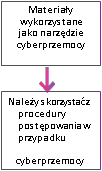 Materiały
wykorzystane
jako narzędzie
cyberprzemocy
Należy skorzystać z
procedury
postępowania w
przypadku
cyberprzemocy